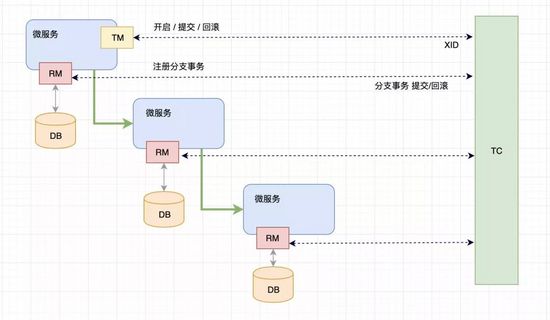 开启 / 提交 / 回滚
微服务
TM
XID
注册分支事务
RM
分支事务 提交/回滚
DB
微服务
RM
TC
DB
微服务
RM
DB